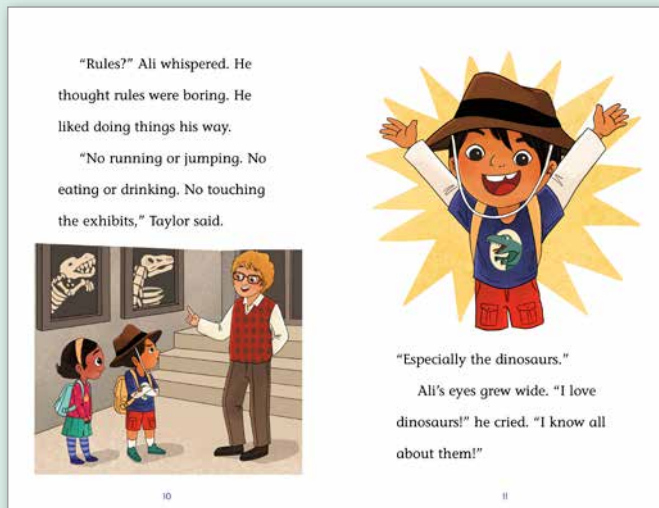 “Rules?” Ali whispered. He
thought rules were boring. He
liked doing things his way.
“No running or jumping. No
eating or drinking. No touching
the exhibits,” Taylor said.
10
“Especially the dinosaurs.”
Ali’s eyes grew wide. “I love
dinosaurs!” he cried. “I know all
about them!”
11